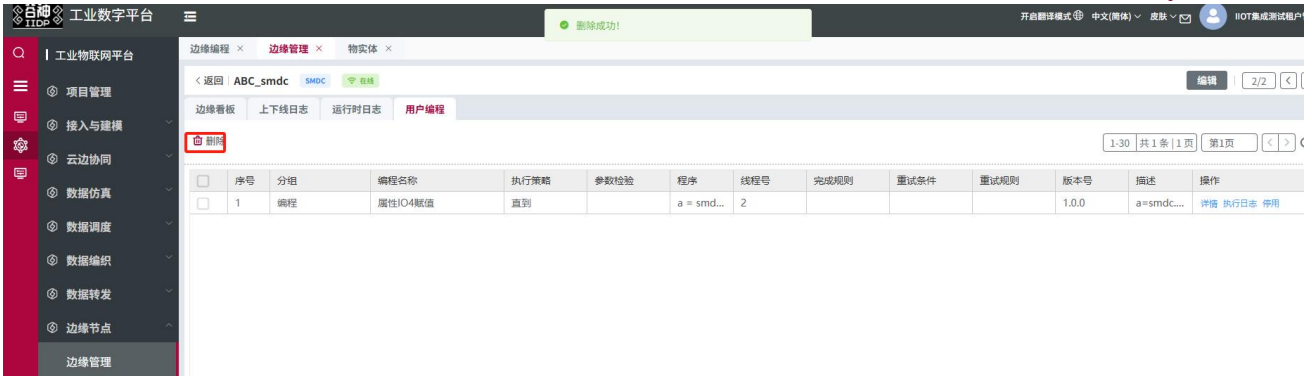 谷神 IIDP 工业数字平台 删除成功! 开启翻译模式 中文(简体) 皮肤 IIOT集成测试租户
工业物联网平台 边缘编程 × 边缘管理 × 物实体 ×
<返回 ABC_smdc SMDC 在线 编辑 2/2 <
项目管理
边缘看板 上下线日志 运行时日志 用户编程
接入与建模
删除 1-30 共1条|1页 第1页 < >
云边协同
序号 分组 编程名称 执行策略 参数检验 程序 线程号 完成规则 重试条件 重试规则 版本号 描述 操作
数据仿真
1 编程 属性IO4赋值 直到 a = smd... 2 1.0.0 a=smdc.... 详情 执行日志 停用
数据调度
数据编织
数据转发
边缘节点
边缘管理